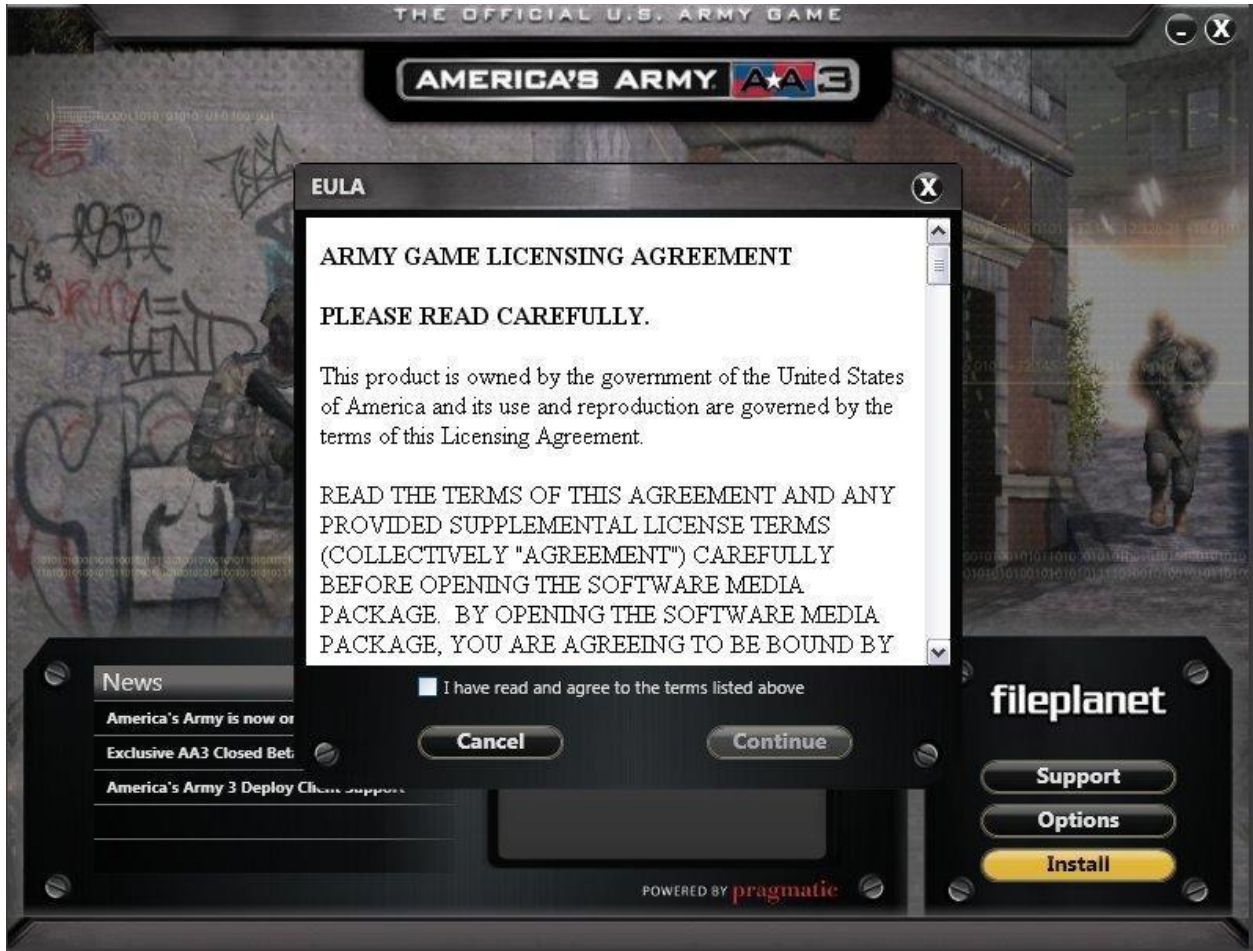 THE OFFICIAL U.S. ARMY GAME
AMERICA'S ARMY AA3
EULA
ARMY GAME LICENSING AGREEMENT
PLEASE READ CAREFULLY.
This product is owned by the government of the United States
of America and its use and reproduction are governed by the
terms of this Licensing Agreement.
READ THE TERMS OF THIS AGREEMENT AND ANY
PROVIDED SUPPLEMENTAL LICENSE TERMS
(COLLECTIVELY "AGREEMENT") CAREFULLY
BEFORE OPENING THE SOFTWARE MEDIA
PACKAGE.  BY OPENING THE SOFTWARE MEDIA
PACKAGE, YOU ARE AGREEING TO BE BOUND BY
I have read and agree to the terms listed above
Cancel
Continue
News
America's Army is now
Exclusive AA3 Closed
America's Army 3 Deploy Client Support
fileplanet
Support
Options
Install
POWERED BY pragmatic